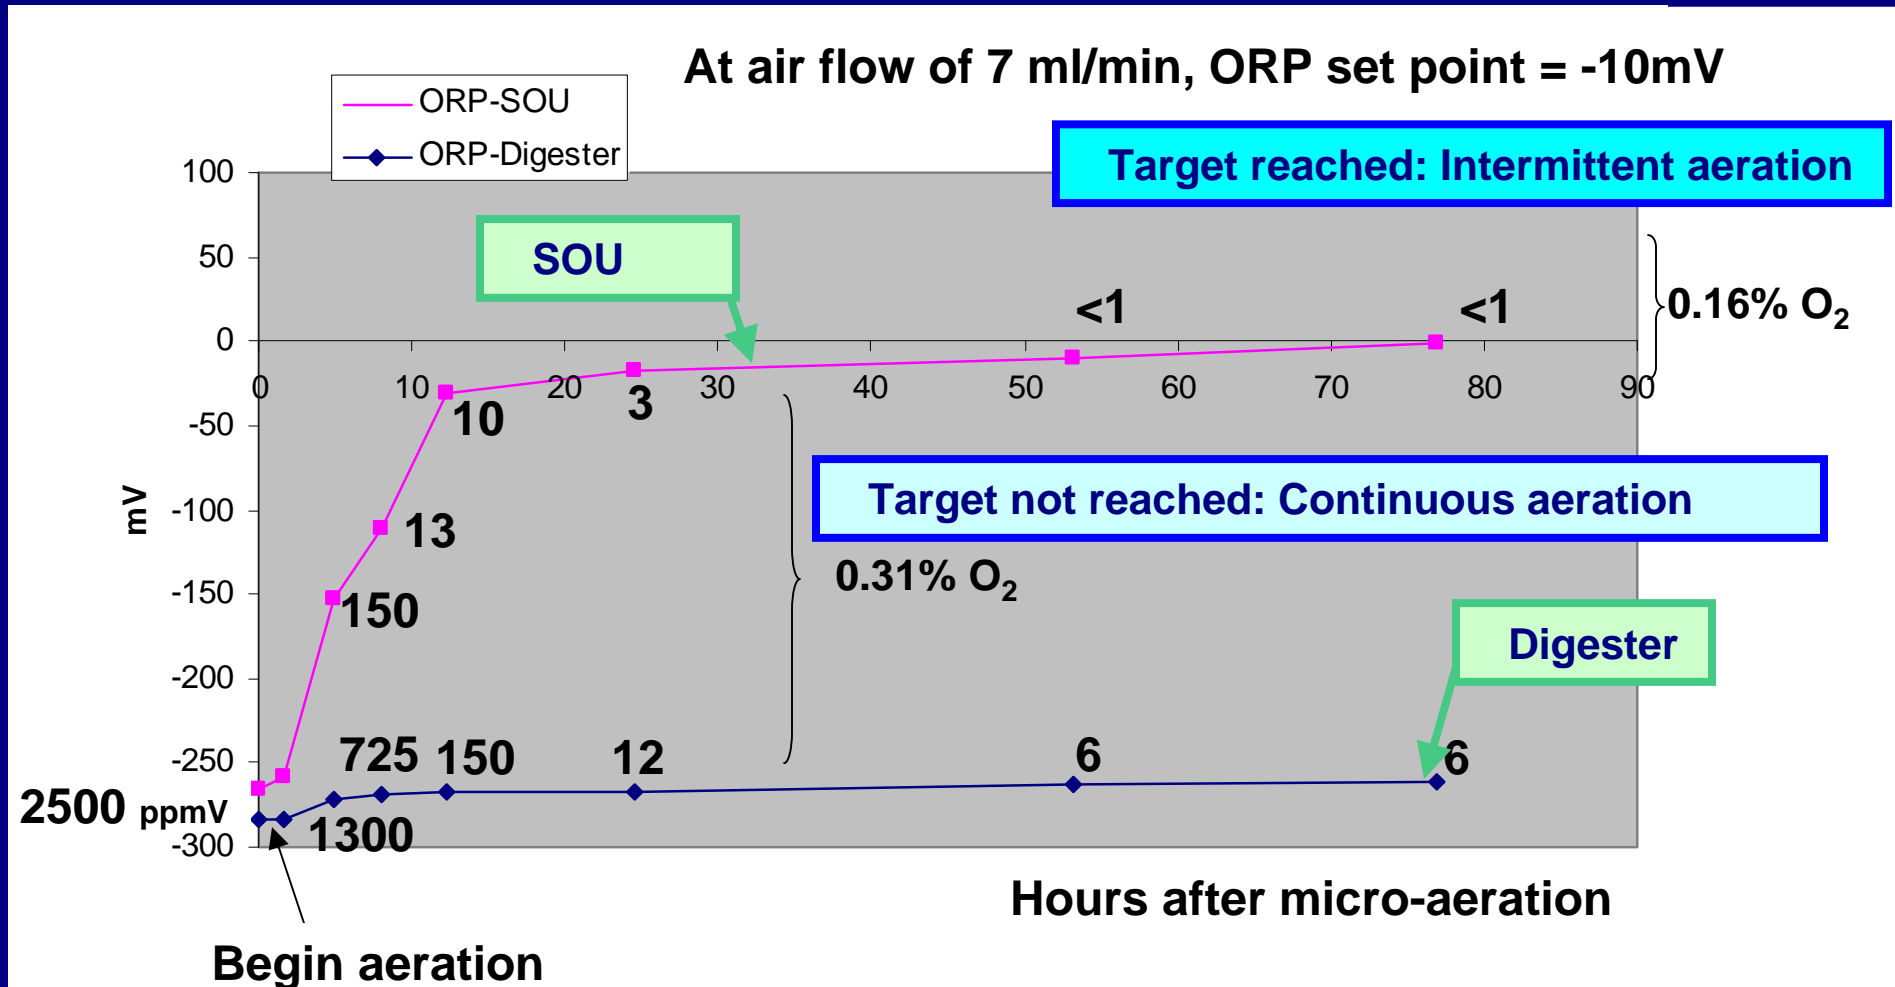 At air flow of 7 ml/min, ORP set point = -10mV
ORP-SOU
ORP-Digester
Target reached: Intermittent aeration
100
50
0
-50
-100
-150
-200
-250
-300
mV
SOU
<1
<1
0.16% O₂
0 10 20 30 40 50 60 70 80 90
10
3
13
150
Target not reached: Continuous aeration
0.31% O₂
Digester
725 150 12 6 6
2500 ppmV
1300
Hours after micro-aeration
Begin aeration